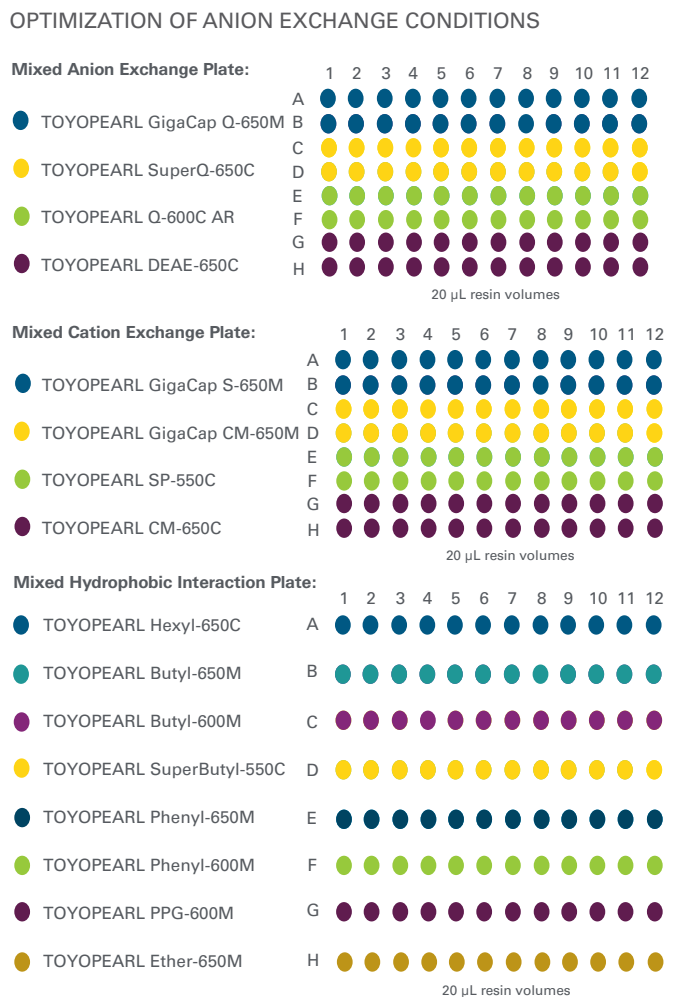 OPTIMIZATION OF ANION EXCHANGE CONDITIONS
Mixed Anion Exchange Plate:
1 2 3 4 5 6 7 8 9 10 11 12
A
TOYOPEARL GigaCap Q-650M B
C
TOYOPEARL SuperQ-650C D
E
TOYOPEARL Q-600C AR F
G
TOYOPEARL DEAE-650C H
20 µL resin volumes
Mixed Cation Exchange Plate:
1 2 3 4 5 6 7 8 9 10 11 12
A
TOYOPEARL GigaCap S-650M B
C
TOYOPEARL GigaCap CM-650M D
E
TOYOPEARL SP-550C F
G
TOYOPEARL CM-650C H
20 µL resin volumes
Mixed Hydrophobic Interaction Plate:
1 2 3 4 5 6 7 8 9 10 11 12
TOYOPEARL Hexyl-650C A
TOYOPEARL Butyl-650M B
TOYOPEARL Butyl-600M C
TOYOPEARL SuperButyl-550C D
TOYOPEARL Phenyl-650M E
TOYOPEARL Phenyl-600M F
TOYOPEARL PPG-600M G
TOYOPEARL Ether-650M H
20 µL resin volumes